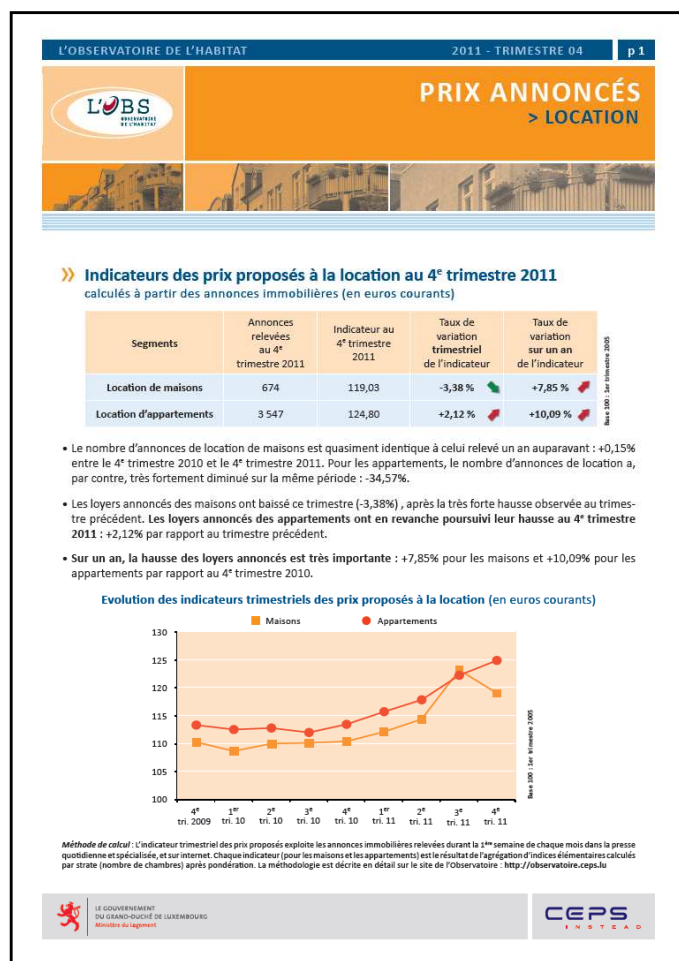 L'OBSERVATOIRE DE L'HABITAT 2011 - TRIMESTRE 04 p 1
L'OBS
OBSERVATOIRE
DE L'HABITAT
PRIX ANNONCÉS
> LOCATION
» Indicateurs des prix proposés à la location au 4e trimestre 2011
calculés à partir des annonces immobilières (en euros courants)
Segments Annonces relevées au 4e trimestre 2011 Indicateur au 4e trimestre 2011 Taux de variation trimestriel de l'indicateur Taux de variation sur un an de l'indicateur
Location de maisons 674 119,03 -3,38 % +7,85 %
Location d'appartements 3 547 124,80 +2,12 % +10,09 %
Base 100 : 1er trimestre 2005
• Le nombre d'annonces de location de maisons est quasiment identique à celui relevé un an auparavant : +0,15%
entre le 4e trimestre 2010 et le 4e trimestre 2011. Pour les appartements, le nombre d'annonces de location a,
par contre, très fortement diminué sur la même période : -34,57%.
• Les loyers annoncés des maisons ont baissé ce trimestre (-3,38%) , après la très forte hausse observée au trimes-
tre précédent. Les loyers annoncés des appartements ont en revanche poursuivi leur hausse au 4e trimestre
2011 : +2,12% par rapport au trimestre précédent.
• Sur un an, la hausse des loyers annoncés est très importante : +7,85% pour les maisons et +10,09% pour les
appartements par rapport au 4e trimestre 2010.
Evolution des indicateurs trimestriels des prix proposés à la location (en euros courants)
Maisons Appartements
130
125
120
115
110
105
100
4e tri. 2009 1er tri. 10 2e tri. 10 3e tri. 10 4e tri. 10 1er tri. 11 2e tri. 11 3e tri. 11 4e tri. 11
Base 100 : 1er trimestre 2005
Méthode de calcul : L'indicateur trimestriel des prix proposés exploite les annonces immobilières relevées durant la 1ère semaine de chaque mois dans la presse
quotidienne et spécialisée, et sur internet. Chaque indicateur (pour les maisons et les appartements) est le résultat de l'agrégation d'indices élémentaires calculés
par strate (nombre de chambres) après pondération. La méthodologie est décrite en détail sur le site de l'Observatoire : http://observatoire.ceps.lu
LE GOUVERNEMENT
DU GRAND-DUCHÉ DE LUXEMBOURG
Ministère du Logement
CEPS
INSTEAD